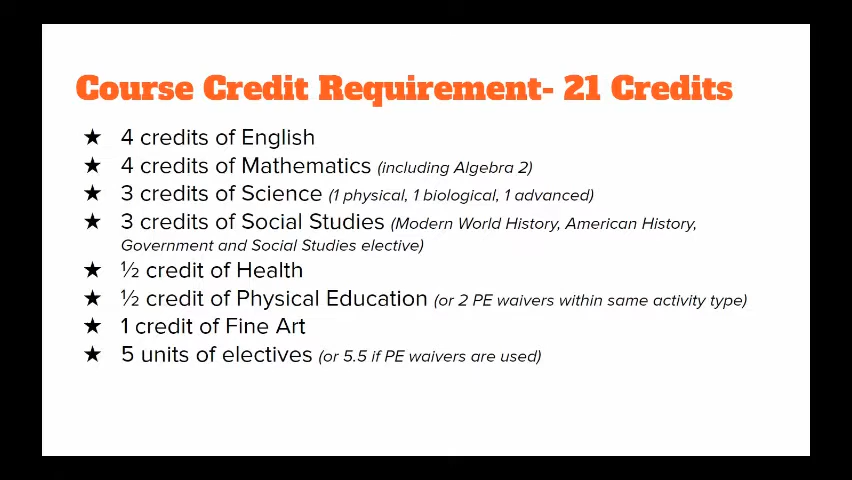 Course Credit Requirement- 21 Credits
★ 4 credits of English
★ 4 credits of Mathematics (including Algebra 2)
★ 3 credits of Science (1 physical, 1 biological, 1 advanced)
★ 3 credits of Social Studies (Modern World History, American History,
Government and Social Studies elective)
★ ½ credit of Health
★ ½ credit of Physical Education (or 2 PE waivers within same activity type)
★ 1 credit of Fine Art
★ 5 units of electives (or 5.5 if PE waivers are used)